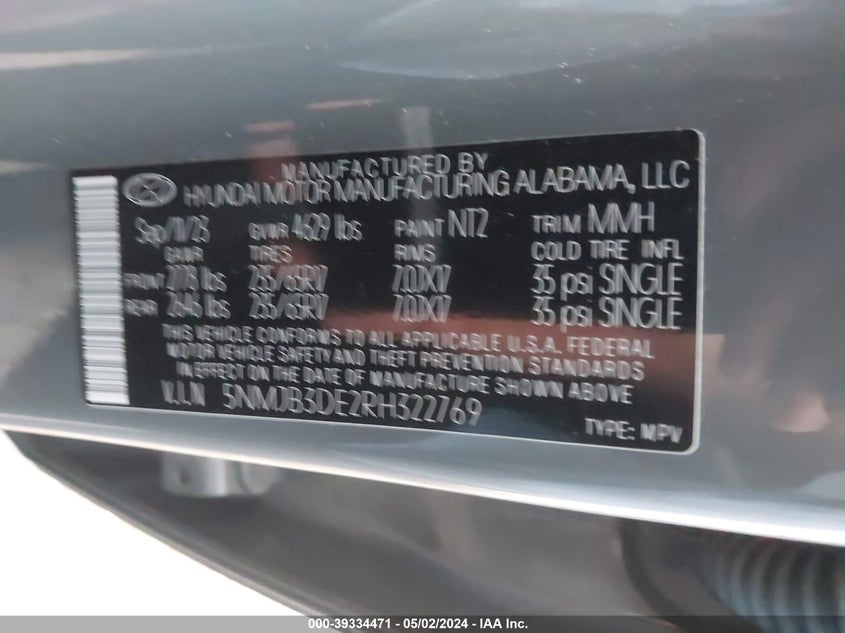 MANUFACTURED BY
HYUNDAI MOTOR MANUFACTURING ALABAMA, LLC
Sep/11/23 GVWR 4629 lbs PAINT NT2 TRIM MMH
GAWR TIRES RIMS COLD TIRE INFL
FRONT 2778 lbs 235/65R17 7.0JX17 35 psi SINGLE
REAR 2646 lbs 235/65R17 7.0JX17 35 psi SINGLE
THIS VEHICLE CONFORMS TO ALL APPLICABLE U.S.A. FEDERAL
MOTOR VEHICLE SAFETY AND THEFT PREVENTION STANDARDS
IN EFFECT ON THE DATE OF MANUFACTURE SHOWN ABOVE
V.I.N 5NMJB3DE2RH322769
TYPE: MPV
000-39334471 - 05/02/2024 - IAA Inc.